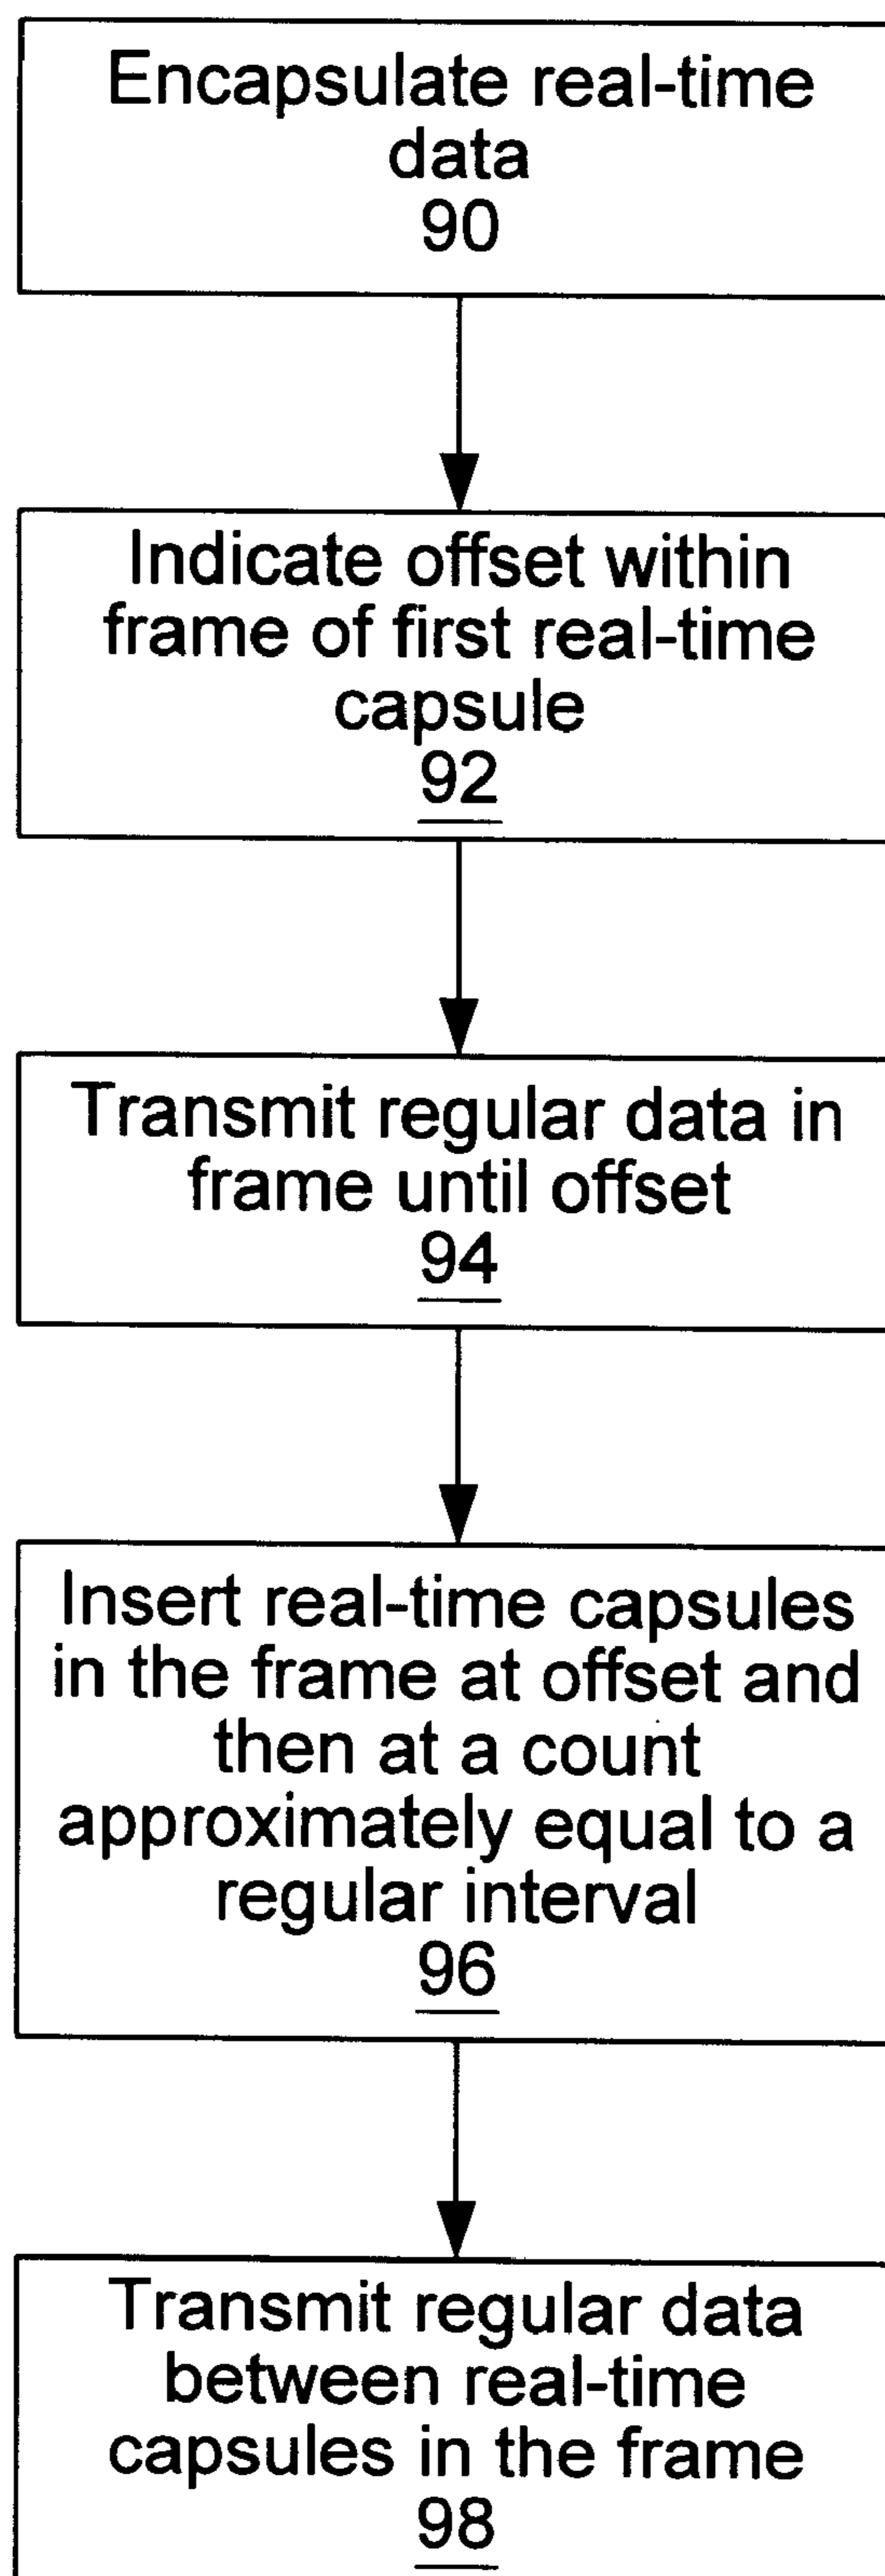 Encapsulate real-time
data
90
Indicate offset within
frame of first real-time
capsule
92
Transmit regular data in
frame until offset
94
Insert real-time capsules
in the frame at offset and
then at a count
approximately equal to a
regular interval
96
Transmit regular data
between real-time
capsules in the frame
98